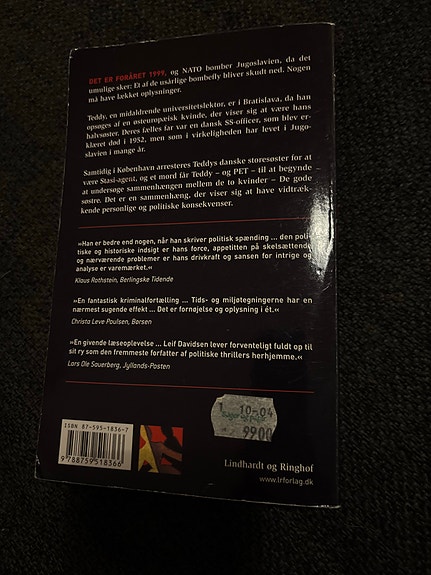 DET ER FORÅRET 1999, og NATO bomber Jugoslavien, da det
umulige sker: Et af de usårlige bombefly bliver skudt ned. Nogen
må have lækket oplysninger.
Teddy, en midaldrende universitetslektor, er i Bratislava, da han
opsøges af en østeuropæisk kvinde, der viser sig at være hans
halvsøster. Deres fælles far var en dansk SS-officer, som blev er-
klæret død i 1952, men som i virkeligheden har levet i Jugo-
slavien i mange år.
Samtidig i København arresteres Teddys danske storesøster for at
være Stasi-agent, og et mord får Teddy – og PET – til at begynde
at undersøge sammenhængen mellem de to kvinder – De gode
søstre. Det er en sammenhæng, der viser sig at have vidtræk-
kende personlige og politiske konsekvenser.
»Han er bedre end nogen, når han skriver politisk spænding ... den poli-
tiske og historiske indsigt er hans force, appetitten på skelsættende
og nærværende problemer er hans drivkraft og sansen for intrige og
analyse er varemærket.«
Klaus Rothstein, Berlingske Tidende
»En fantastisk kriminalfortælling ... Tids- og miljøtegningerne har en
nærmest sugende effekt ... Det er fornøjelse og oplysning i ét.«
Christa Leve Poulsen, Børsen
»En givende læseoplevelse ... Leif Davidsen lever forventeligt fuldt op til
sit ry som den fremmeste forfatter af politiske thrillers herhjemme.«
Lars Ole Sauerberg, Jyllands-Posten
ISBN 87-595-1836-7
9 788759 518366
1 10-04
9900
Lindhardt og Ringhof
www.lrforlag.dk